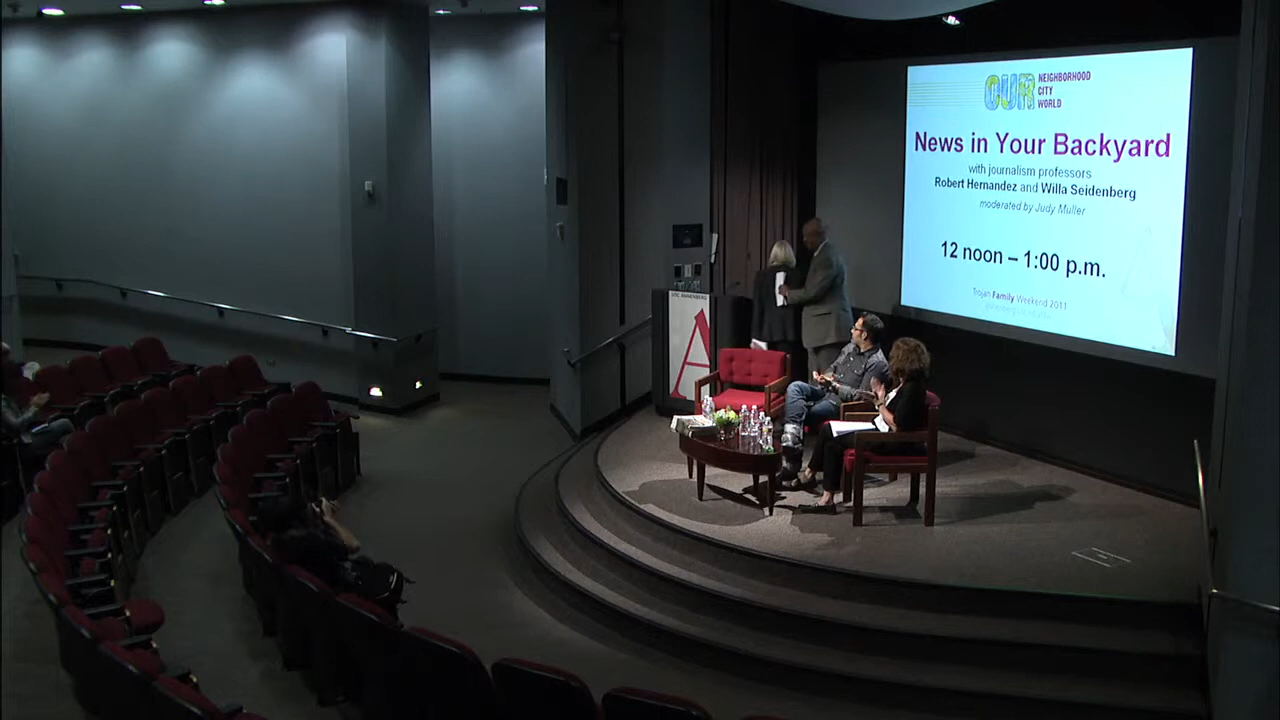 OUR NEIGHBORHOOD
CITY
WORLD
News in Your Backyard
with journalism professors
Robert Hernandez and Willa Seidenberg
moderated by Judy Muller
12 noon – 1:00 p.m.
Trojan Family Weekend 2011
USC ANNENBERG
A